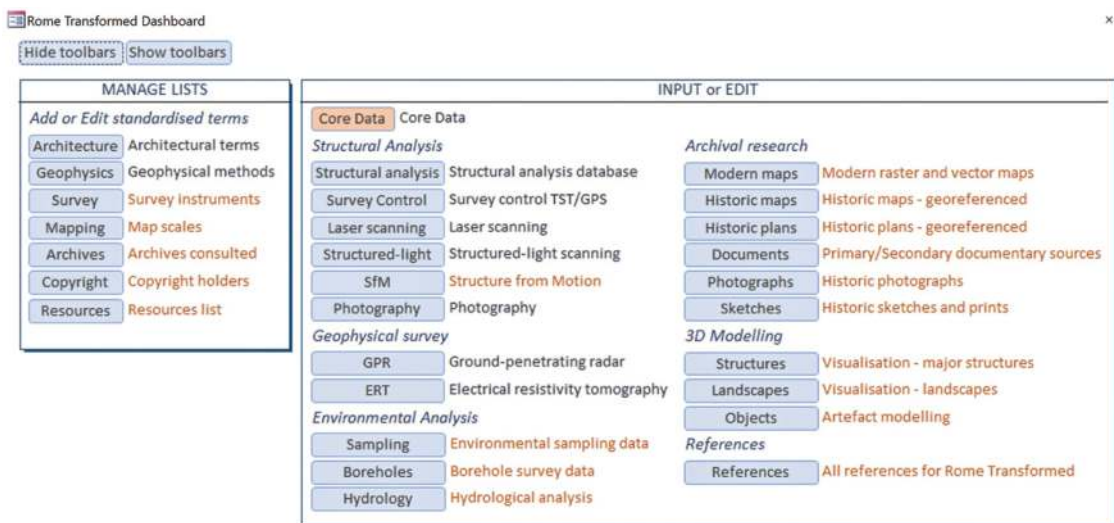 Rome Transformed Dashboard ×
Hide toolbars Show toolbars
MANAGE LISTS
Add or Edit standardised terms
Architecture Architectural terms
Geophysics Geophysical methods
Survey Survey instruments
Mapping Map scales
Archives Archives consulted
Copyright Copyright holders
Resources Resources list
INPUT or EDIT
Core Data Core Data
Structural Analysis
Structural analysis Structural analysis database
Survey Control Survey control TST/GPS
Laser scanning Laser scanning
Structured-light Structured-light scanning
SfM Structure from Motion
Photography Photography
Geophysical survey
GPR Ground-penetrating radar
ERT Electrical resistivity tomography
Environmental Analysis
Sampling Environmental sampling data
Boreholes Borehole survey data
Hydrology Hydrological analysis
Archival research
Modern maps Modern raster and vector maps
Historic maps Historic maps - georeferenced
Historic plans Historic plans - georeferenced
Documents Primary/Secondary documentary sources
Photographs Historic photographs
Sketches Historic sketches and prints
3D Modelling
Structures Visualisation - major structures
Landscapes Visualisation - landscapes
Objects Artefact modelling
References
References All references for Rome Transformed